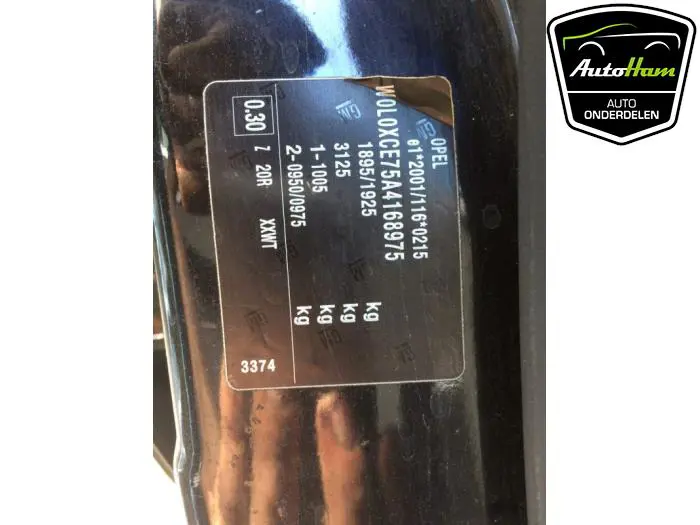 OPEL
e1*2001/116*0215
W0L0XCE75A4168975
1895/1925 kg
3125 kg
1-1005 kg
2-0950/0975 kg
0.30 Z 20R XXWT
3374
AutoHam
AUTO
ONDERDELEN